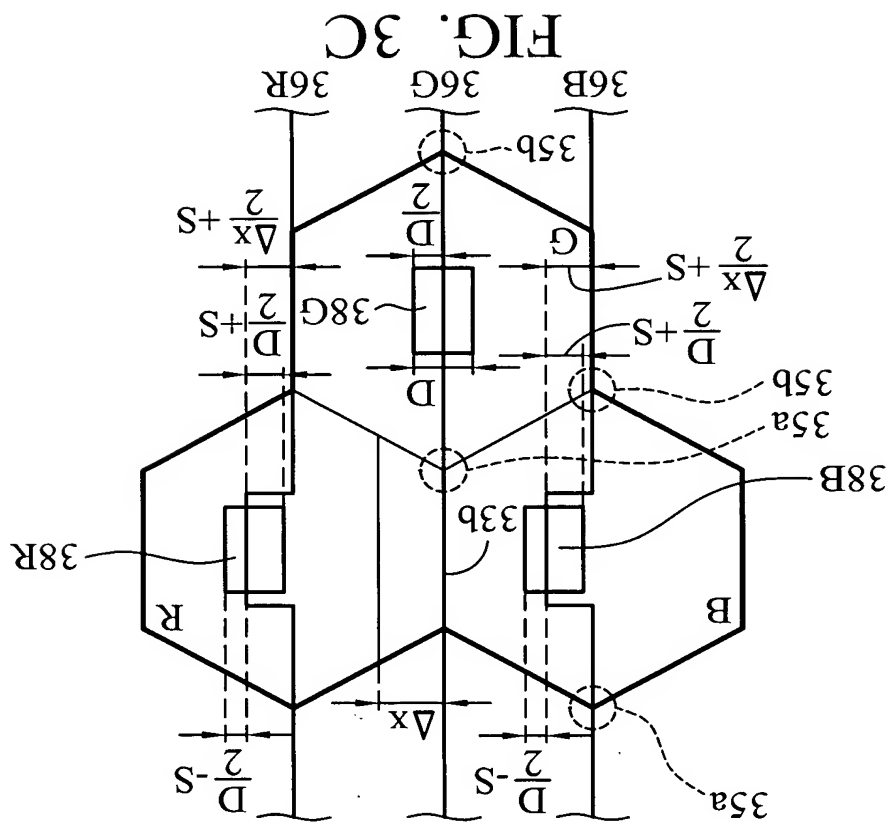 FIG. 3C
36B 36G 36R
35b
D/2
Δx/2 +S
G
Δx/2 +S
38G
D/2 +S
D/2 +S
D
35b
35a
38B
33b
38R
B
R
Δx
D/2 -S
D/2 -S
35a